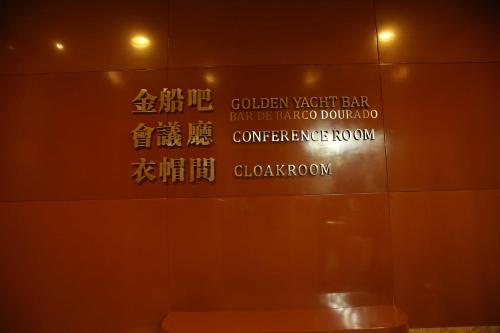 金船吧 GOLDEN YACHT BAR
BAR DE BARCO DOURADO
會議廳 CONFERENCE ROOM
衣帽間 CLOAKROOM